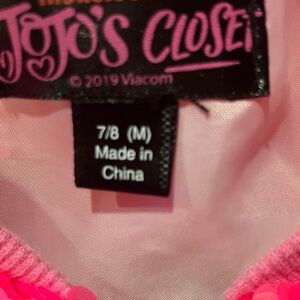 JOJO'S CLOSET
© 2019 Viacom
7/8 (M)
Made in
China